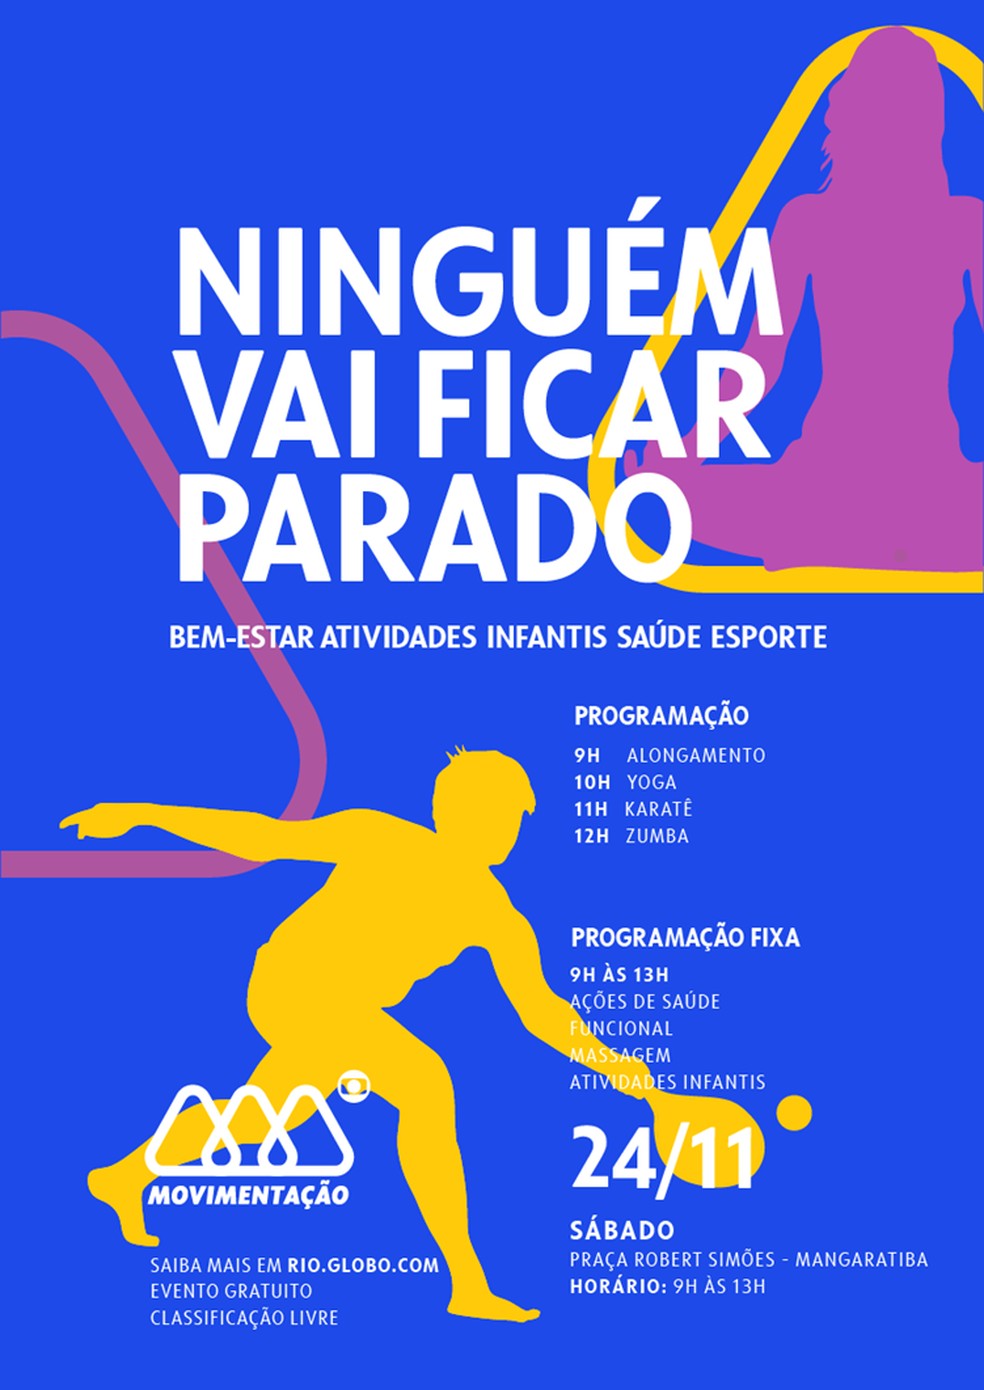 NINGUÉM
VAI FICAR
PARADO
BEM-ESTAR ATIVIDADES INFANTIS SAÚDE ESPORTE
PROGRAMAÇÃO
9H ALONGAMENTO
10H YOGA
11H KARATÊ
12H ZUMBA
PROGRAMAÇÃO FIXA
9H ÀS 13H
AÇÕES DE SAÚDE
FUNCIONAL
MASSAGEM
ATIVIDADES INFANTIS
24/11
SÁBADO
PRAÇA ROBERT SIMÕES - MANGARATIBA
HORÁRIO: 9H ÀS 13H
MOVIMENTAÇÃO
SAIBA MAIS EM RIO.GLOBO.COM
EVENTO GRATUITO
CLASSIFICAÇÃO LIVRE